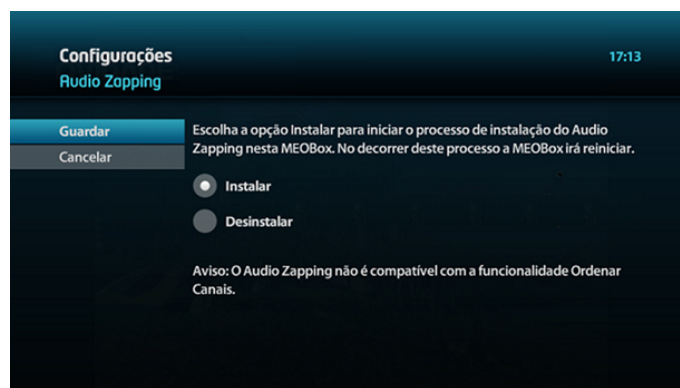 Configurações
17:13
Audio Zapping
Guardar
Cancelar
Escolha a opção Instalar para iniciar o processo de instalação do Audio
Zapping nesta MEOBox. No decorrer deste processo a MEOBox irá reiniciar.
Instalar
Desinstalar
Aviso: O Audio Zapping não é compatível com a funcionalidade Ordenar
Canais.